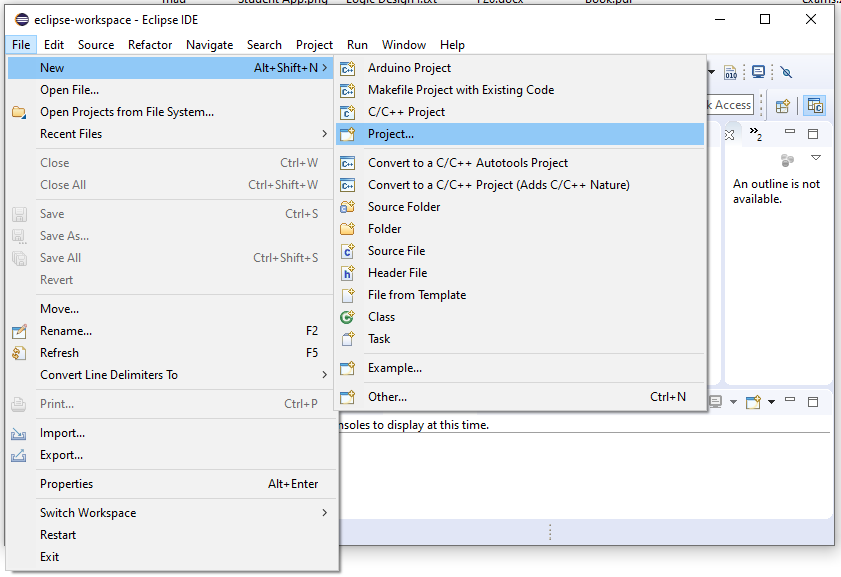 eclipse-workspace - Eclipse IDE
File Edit Source Refactor Navigate Search Project Run Window Help
New Alt+Shift+N
Open File...
Open Projects from File System...
Recent Files
Close Ctrl+W
Close All Ctrl+Shift+W
Save Ctrl+S
Save As...
Save All Ctrl+Shift+S
Revert
Move...
Rename... F2
Refresh F5
Convert Line Delimiters To
Print... Ctrl+P
Import...
Export...
Properties Alt+Enter
Switch Workspace
Restart
Exit
Arduino Project
Makefile Project with Existing Code
C/C++ Project
Project...
Convert to a C/C++ Autotools Project
Convert to a C/C++ Project (Adds C/C++ Nature)
Source Folder
Folder
Source File
Header File
File from Template
Class
Task
Example...
Other... Ctrl+N
010
k Access
2
An outline is not
available.
nsoles to display at this time.